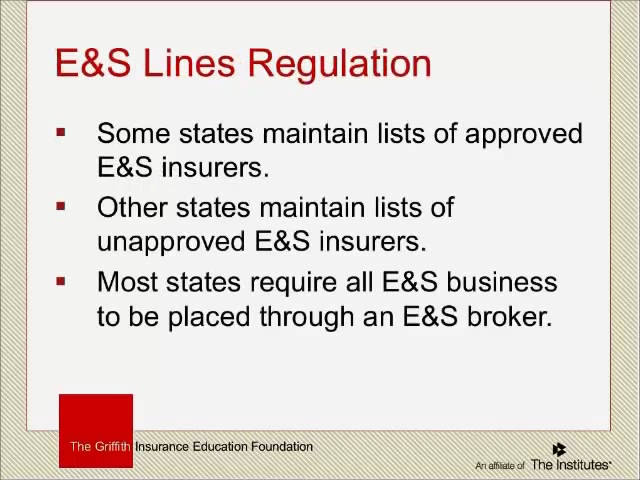 E&S Lines Regulation
▪ Some states maintain lists of approved
E&S insurers.
▪ Other states maintain lists of
unapproved E&S insurers.
▪ Most states require all E&S business
to be placed through an E&S broker.
The Griffith Insurance Education Foundation
An affiliate of The Institutes